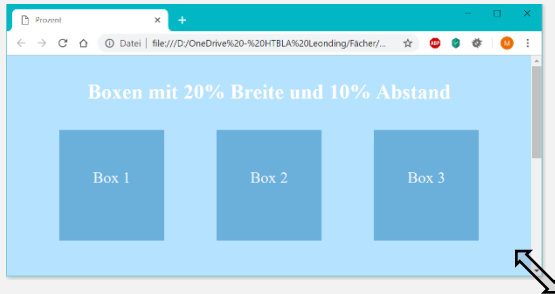 Prozent
Datei file:///D:/OneDrive%20-%20HTBLA%20Leonding/Fächer/...
ABP
M
Boxen mit 20% Breite und 10% Abstand
Box 1 Box 2 Box 3